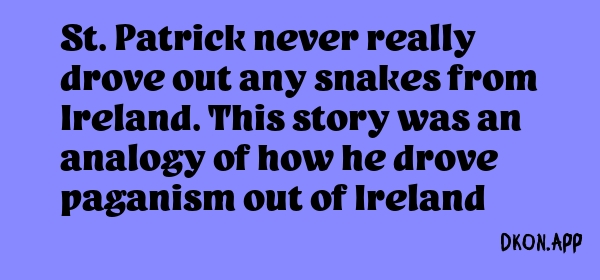 St. Patrick never really
drove out any snakes from
Ireland. This story was an
analogy of how he drove
paganism out of Ireland
DKON.APP